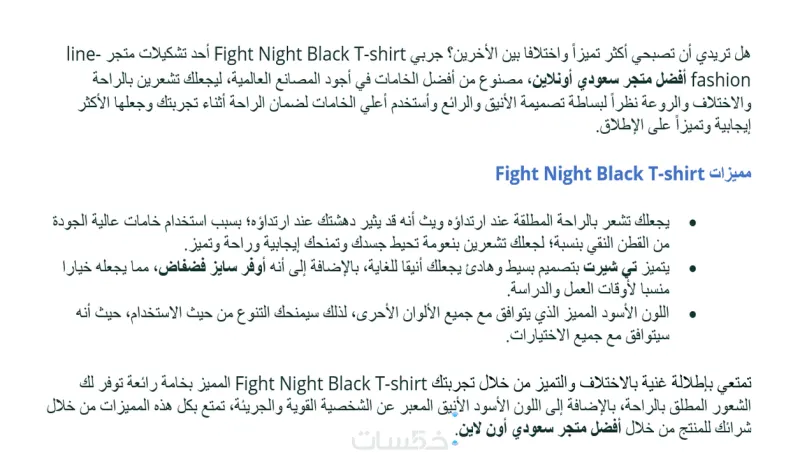 هل تريدي أن تصبحي أكثر تميزاً واختلافا بين الأخرين؟ جربي Fight Night Black T-shirt أحد تشكيلات متجر line-
fashion أفضل متجر سعودي أونلاين، مصنوع من أفضل الخامات في أجود المصانع العالمية، ليجعلك تشعرين بالراحة
والاختلاف والروعة نظراً لبساطة تصميمة الأنيق والرائع وأستخدم أعلي الخامات لضمان الراحة أثناء تجربتك وجعلها الأكثر
إيجابية وتميزاً على الإطلاق.
مميزات Fight Night Black T-shirt
• يجعلك تشعر بالراحة المطلقة عند ارتداؤه ويث أنه قد يثير دهشتك عند ارتداؤه؛ بسبب استخدام خامات عالية الجودة
من القطن النقي بنسبة؛ لجعلك تشعرين بنعومة تحيط جسدك وتمنحك إيجابية وراحة وتميز.
• يتميز تي شيرت بتصميم بسيط وهادئ يجعلك أنيقا للغاية، بالإضافة إلى أنه أوفر سايز فضفاض، مما يجعله خيارا
منسبا لأوقات العمل والدراسة.
• اللون الأسود المميز الذي يتوافق مع جميع الألوان الأحرى، لذلك سيمنحك التنوع من حيث الاستخدام، حيث أنه
سيتوافق مع جميع الاختيارات.
تمتعي بإطلالة غنية بالاختلاف والتميز من خلال تجربتك Fight Night Black T-shirt المميز بخامة رائعة توفر لك
الشعور المطلق بالراحة، بالإضافة إلى اللون الأسود الأنيق المعبر عن الشخصية القوية والجريئة، تمتع بكل هذه المميزات من خلال
شرائك للمنتج من خلال أفضل متجر سعودي أون لاين.
خمسات